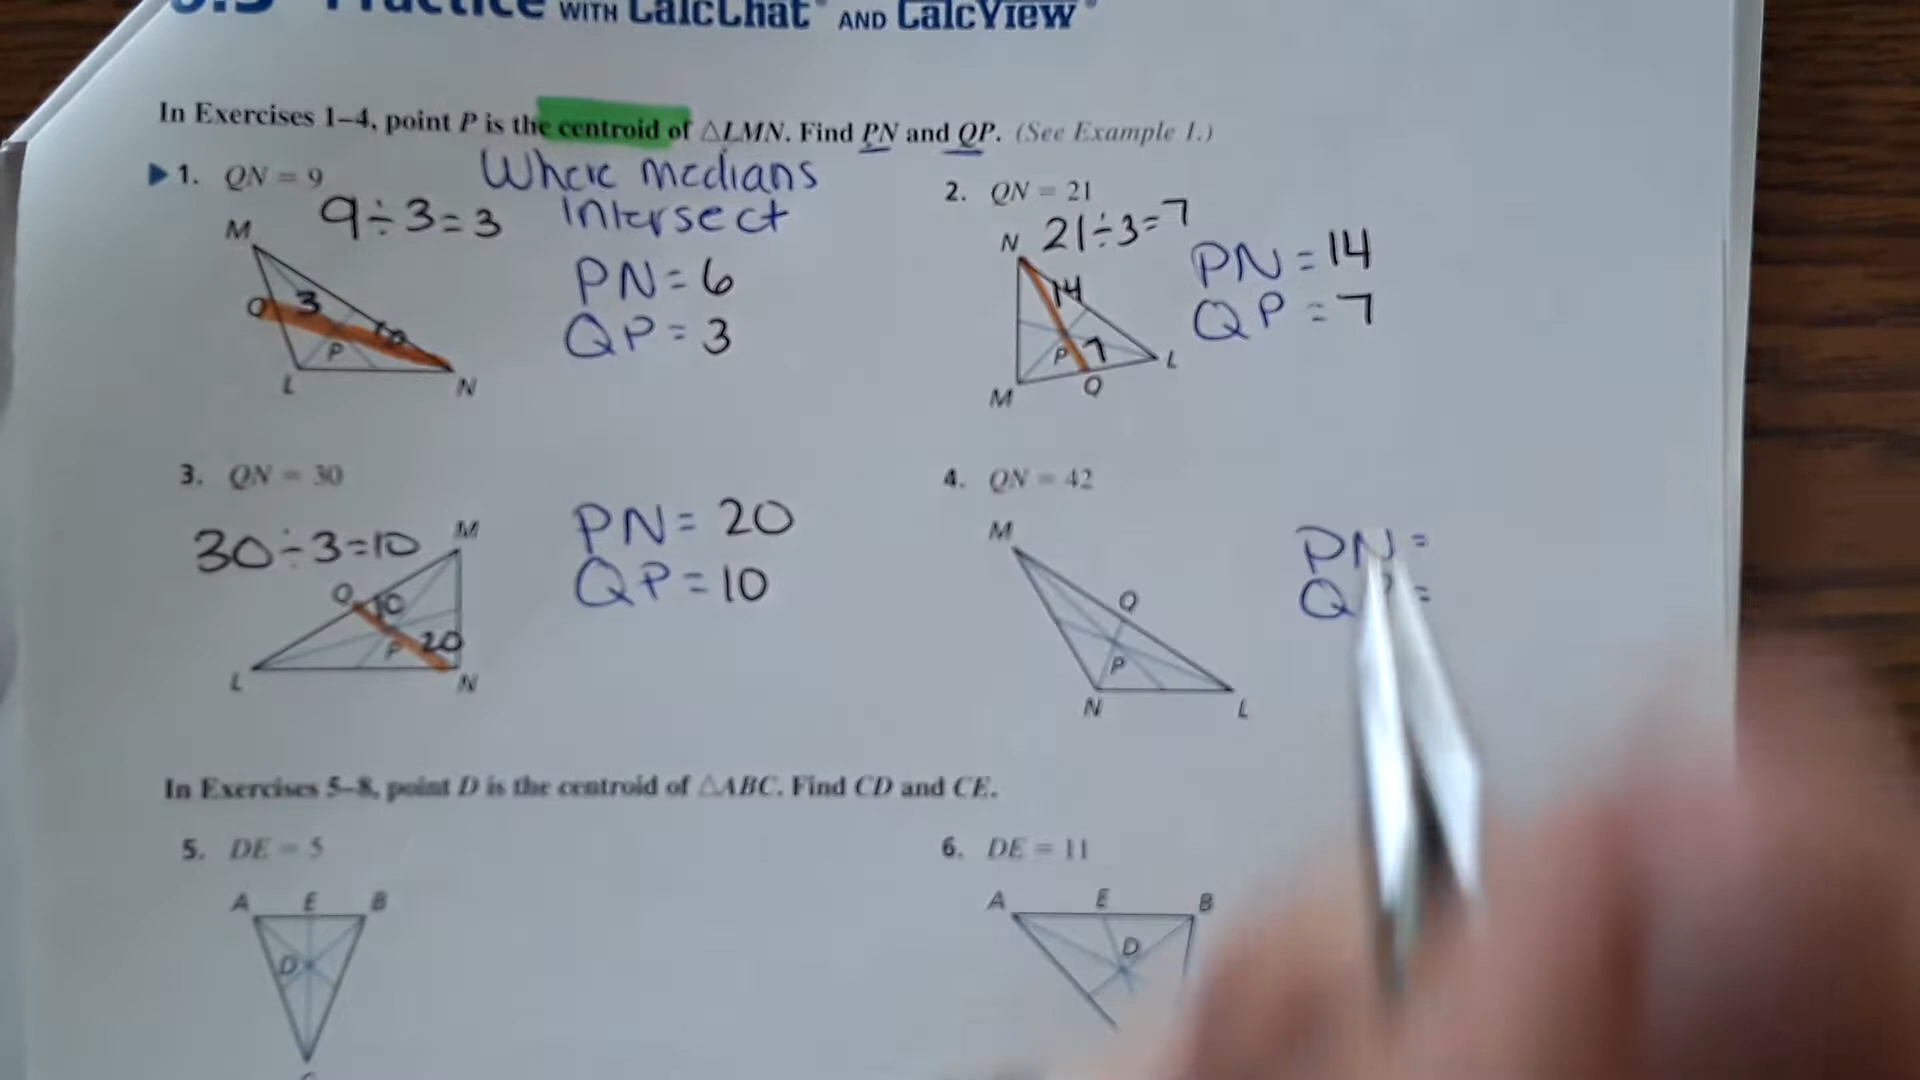 Practice WITH CalcChat® AND CalcView®
In Exercises 1–4, point P is the centroid of △LMN. Find PN and QP. (See Example 1.)
1. QN = 9
Where medians
Intersect
9÷3=3
PN=6
QP=3
M
Q
3
P
L
N
2. QN = 21
21÷3=7
PN=14
QP=7
N
14
P
7
L
M
Q
3. QN = 30
30÷3=10
PN=20
QP=10
M
Q
10
P
20
L
N
4. QN = 42
PN=
M
Q
P
N
L
In Exercises 5–8, point D is the centroid of △ABC. Find CD and CE.
5. DE = 5
A E B
D
6. DE = 11
A E B
D